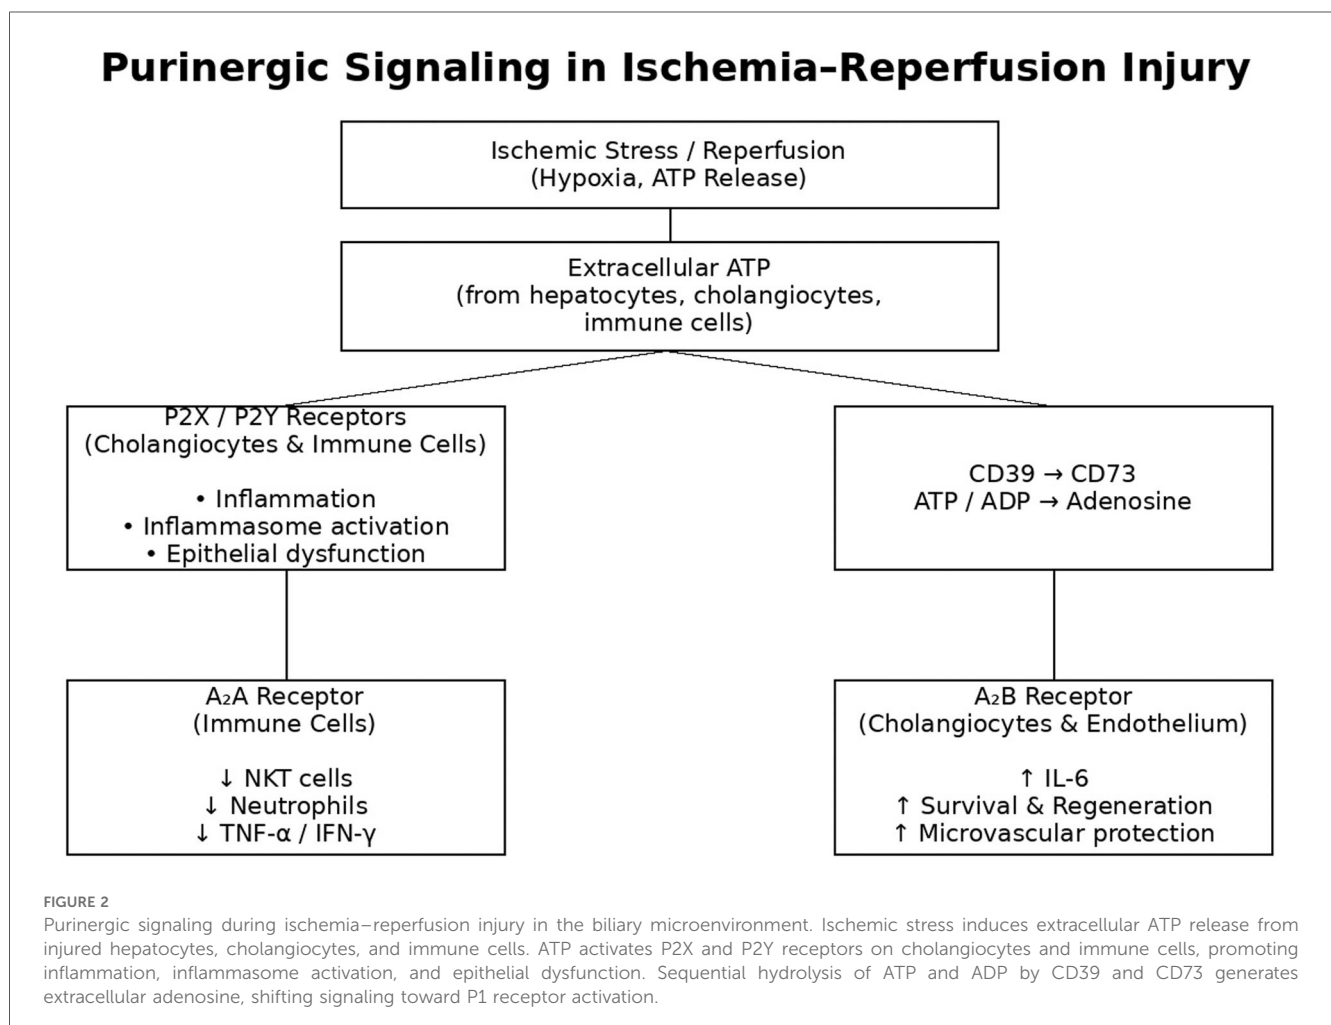 Purinergic Signaling in Ischemia–Reperfusion Injury
Ischemic Stress / Reperfusion
(Hypoxia, ATP Release)
Extracellular ATP
(from hepatocytes, cholangiocytes,
immune cells)
P2X / P2Y Receptors
(Cholangiocytes & Immune Cells)
• Inflammation
• Inflammasome activation
• Epithelial dysfunction
CD39 → CD73
ATP / ADP → Adenosine
A₂A Receptor
(Immune Cells)
↓ NKT cells
↓ Neutrophils
↓ TNF-α / IFN-γ
A₂B Receptor
(Cholangiocytes & Endothelium)
↑ IL-6
↑ Survival & Regeneration
↑ Microvascular protection
FIGURE 2
Purinergic signaling during ischemia–reperfusion injury in the biliary microenvironment. Ischemic stress induces extracellular ATP release from
injured hepatocytes, cholangiocytes, and immune cells. ATP activates P2X and P2Y receptors on cholangiocytes and immune cells, promoting
inflammation, inflammasome activation, and epithelial dysfunction. Sequential hydrolysis of ATP and ADP by CD39 and CD73 generates
extracellular adenosine, shifting signaling toward P1 receptor activation.